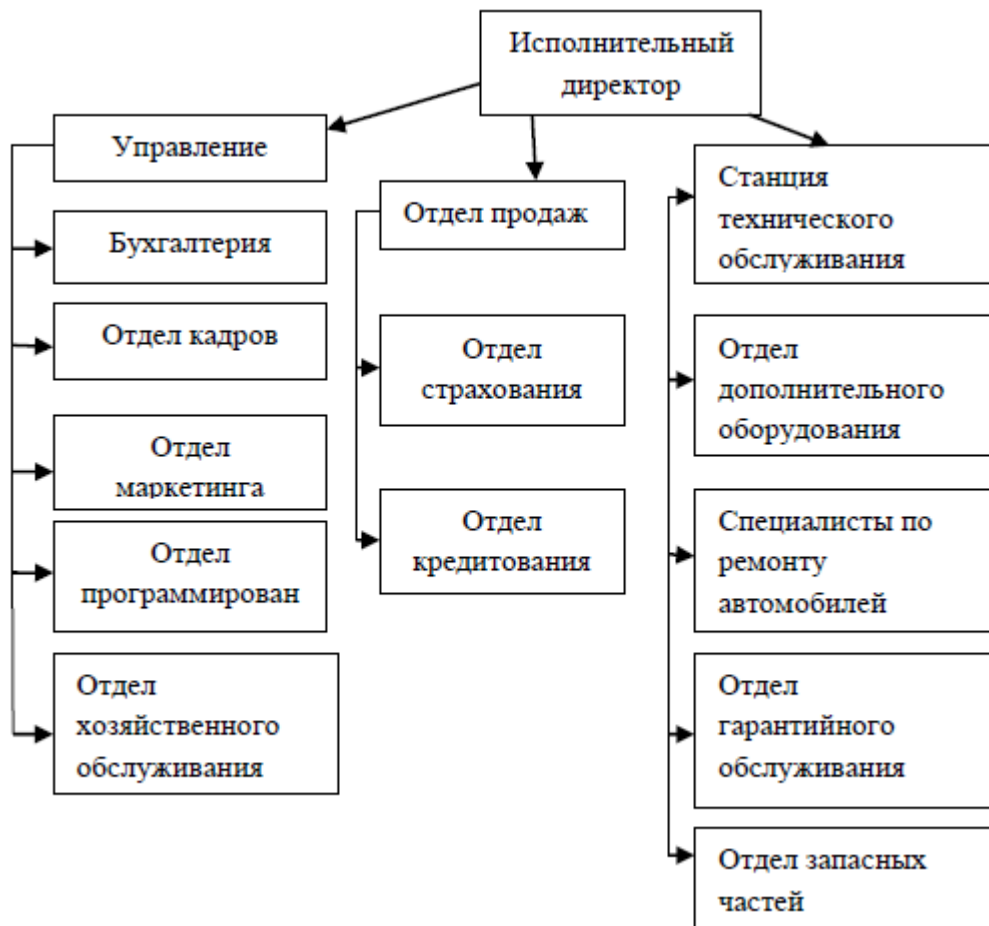 Исполнительный
директор
Управление
Бухгалтерия
Отдел кадров
Отдел
маркетинга
Отдел
программирован
Отдел
хозяйственного
обслуживания
Отдел продаж
Отдел
страхования
Отдел
кредитования
Станция
технического
обслуживания
Отдел
дополнительного
оборудования
Специалисты по
ремонту
автомобилей
Отдел
гарантийного
обслуживания
Отдел запасных
частей